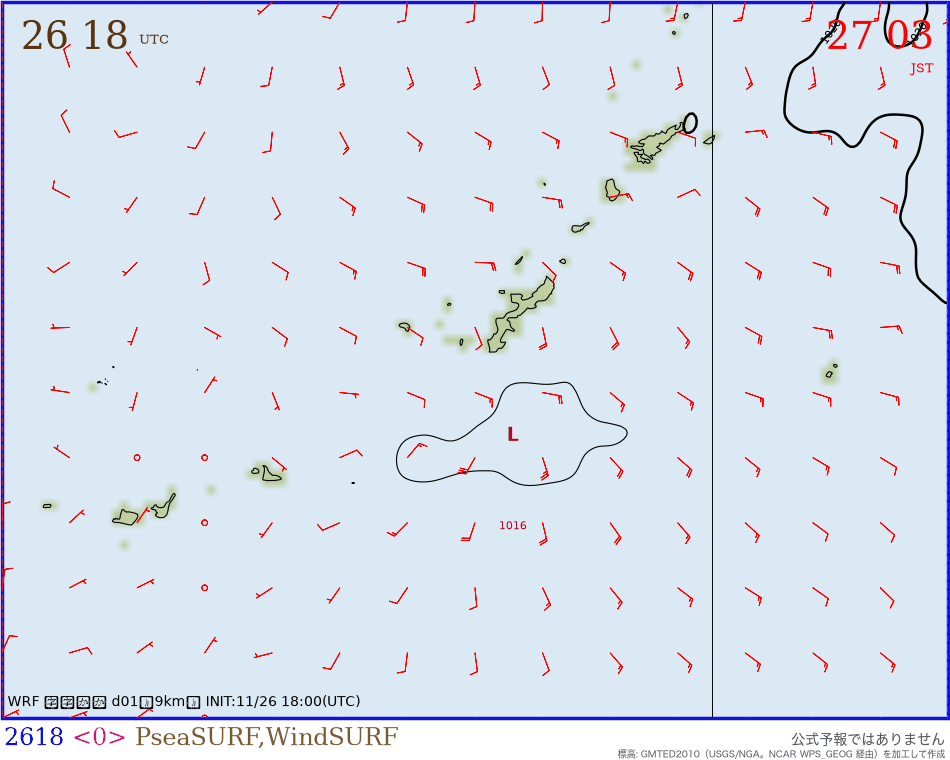 26 18 UTC
27 03
JST
1020
1020
L
1016
WRF d01 9km INIT:11/26 18:00(UTC)
2618 <0> PseaSURF,WindSURF
公式予報ではありません
標高: GMTED2010（USGS/NGA。NCAR WPS_GEOG 経由）を加工して作成